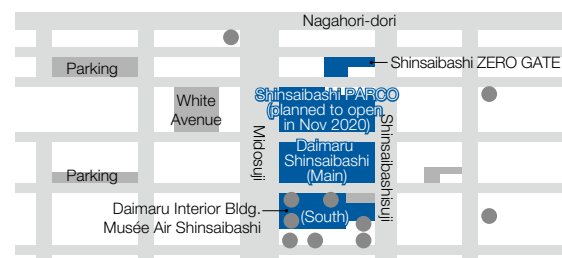 Nagahori-dori
Parking
Shinsaibashi ZERO GATE
White
Avenue
Shinsaibashi PARCO
(planned to open
in Nov 2020)
Midosuji
Shinsaibashisuji
Daimaru
Shinsaibashi
(Main)
Parking
Daimaru Interior Bldg.
Musée Air Shinsaibashi
(South)